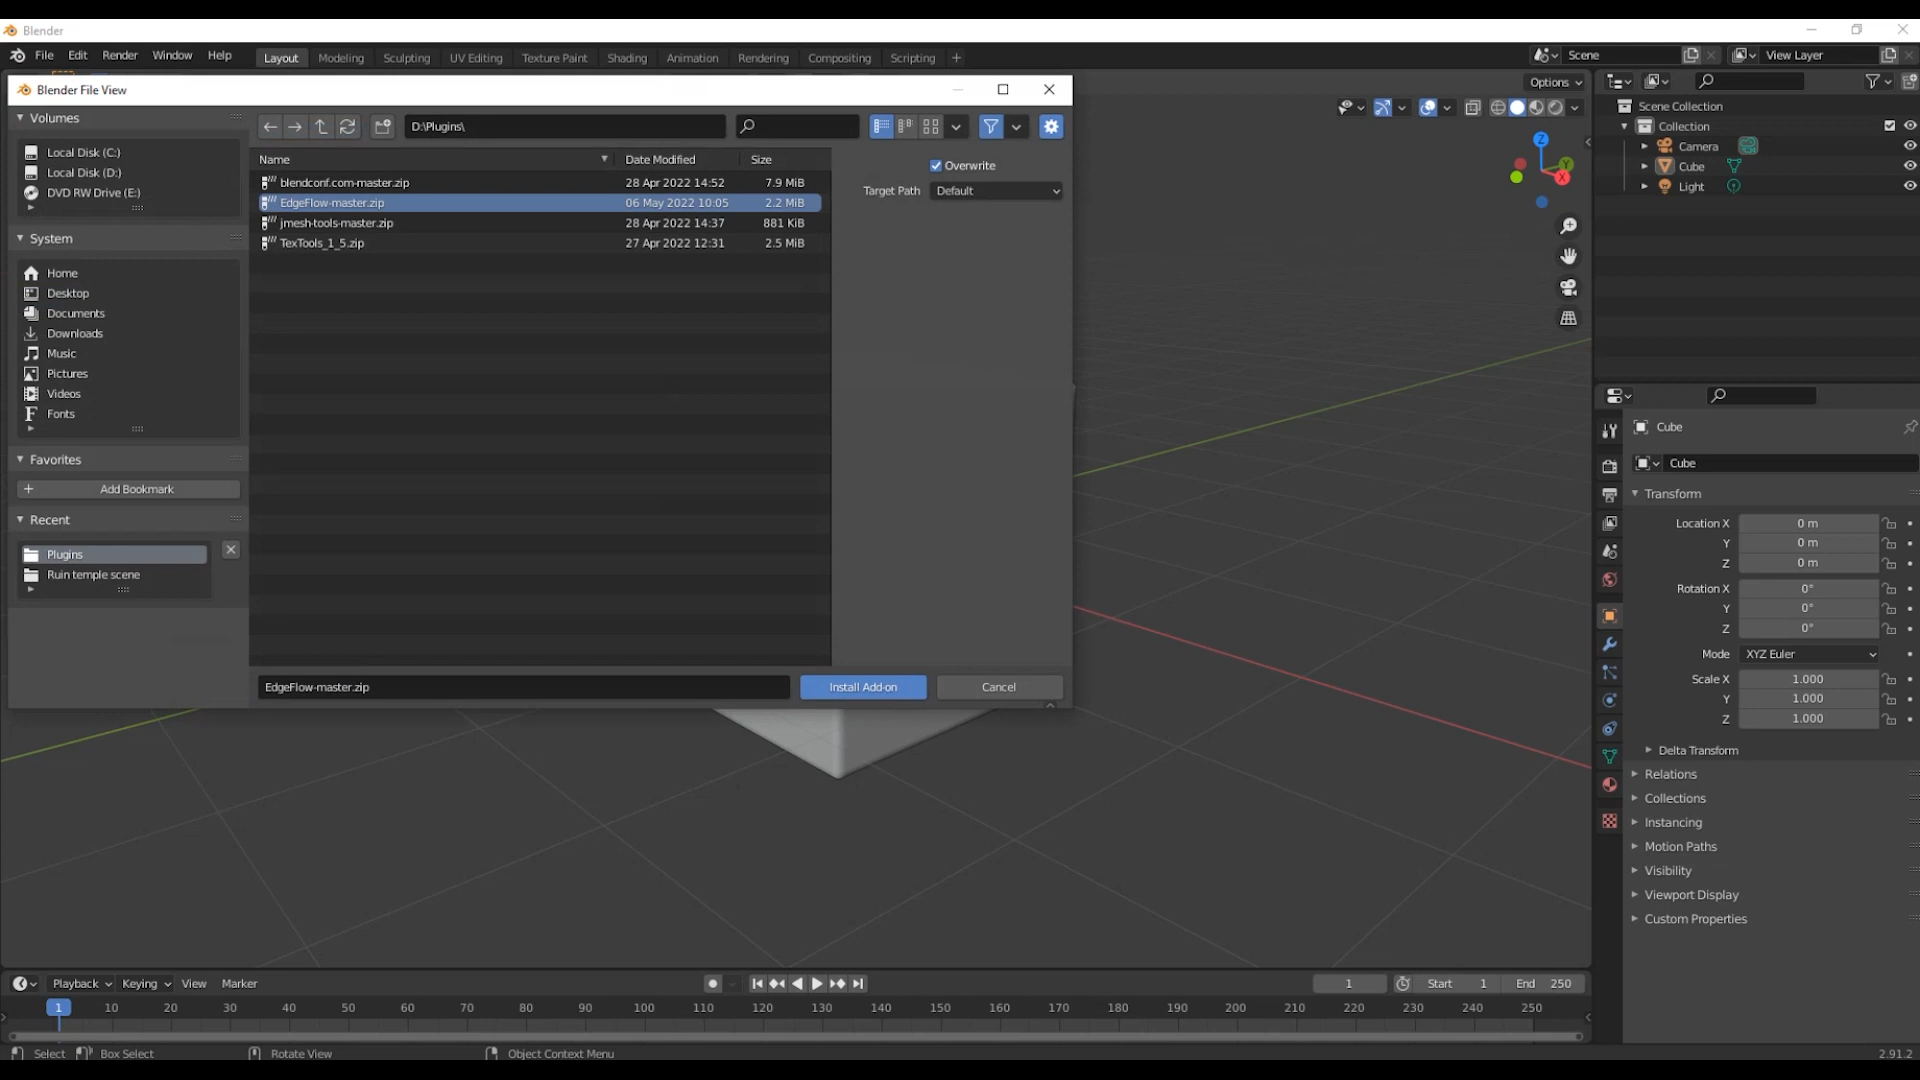 Blender
File Edit Render Window Help Layout Modeling Sculpting UV Editing Texture Paint Shading Animation Rendering Compositing Scripting + Scene View Layer
Blender File View
Options
Volumes
Local Disk (C:)
Local Disk (D:)
DVD RW Drive (E:)
System
Home
Desktop
Documents
Downloads
Music
Pictures
Videos
Fonts
Favorites
+ Add Bookmark
Recent
Plugins
Ruin temple scene
D:\Plugins\
Name Date Modified Size
blendconf.com-master.zip 28 Apr 2022 14:52 7.9 MiB
EdgeFlow-master.zip 06 May 2022 10:05 2.2 MiB
jmesh-tools-master.zip 28 Apr 2022 14:37 881 KiB
TexTools_1_5.zip 27 Apr 2022 12:31 2.5 MiB
Overwrite
Target Path Default
EdgeFlow-master.zip Install Add-on Cancel
Z
Y
X
Scene Collection
Collection
Camera
Cube
Light
Cube
Cube
Transform
Location X 0 m
Y 0 m
Z 0 m
Rotation X 0°
Y 0°
Z 0°
Mode XYZ Euler
Scale X 1.000
Y 1.000
Z 1.000
Delta Transform
Relations
Collections
Instancing
Motion Paths
Visibility
Viewport Display
Custom Properties
Playback Keying View Marker 1 Start 1 End 250
1 10 20 30 40 50 60 70 80 90 100 110 120 130 140 150 160 170 180 190 200 210 220 230 240 250
Select Box Select Rotate View Object Context Menu 2.91.2